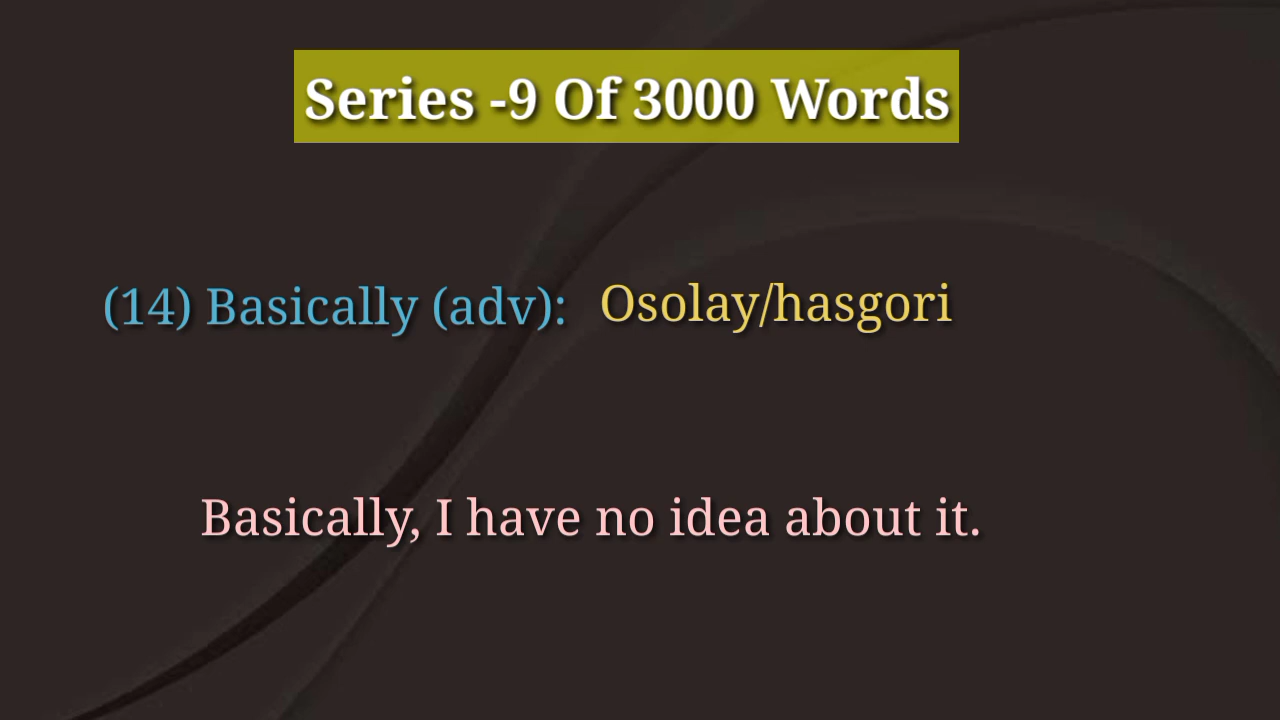 Series -9 Of 3000 Words
(14) Basically (adv): Osolay/hasgori
Basically, I have no idea about it.